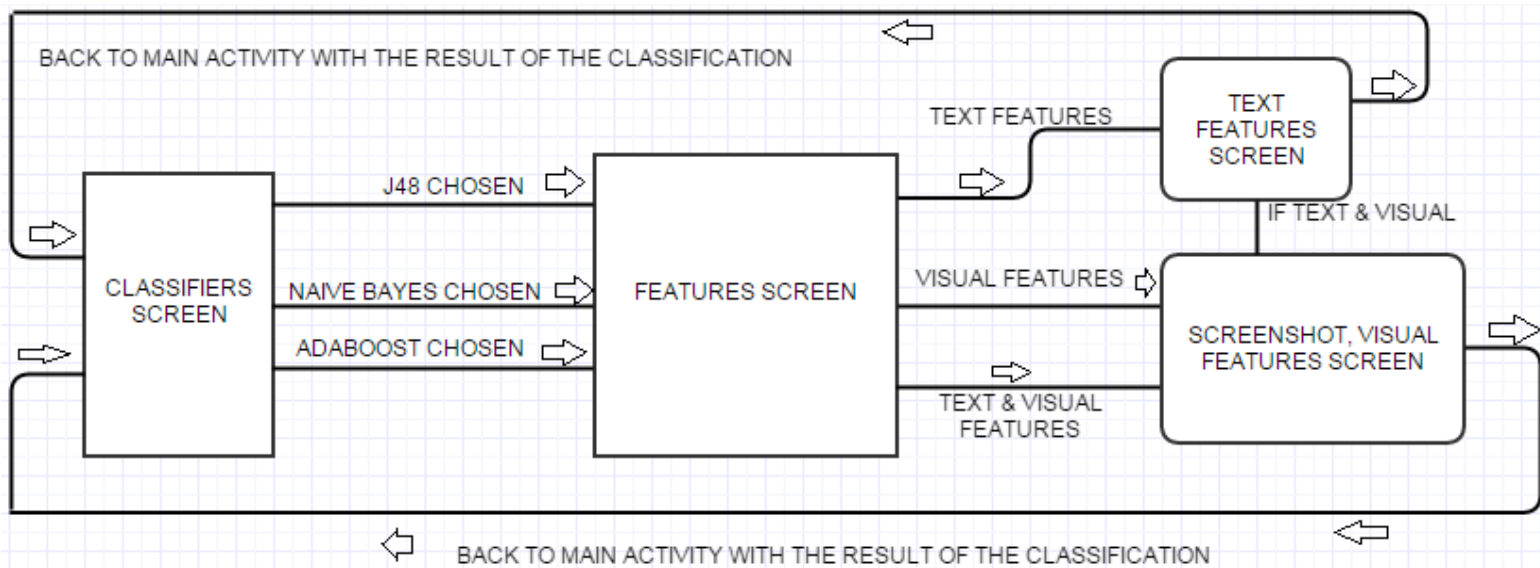 BACK TO MAIN ACTIVITY WITH THE RESULT OF THE CLASSIFICATION
TEXT
FEATURES
SCREEN
TEXT FEATURES
J48 CHOSEN
IF TEXT & VISUAL
CLASSIFIERS
SCREEN
NAIVE BAYES CHOSEN
FEATURES SCREEN
VISUAL FEATURES
ADABOOST CHOSEN
SCREENSHOT, VISUAL
FEATURES SCREEN
TEXT & VISUAL
FEATURES
BACK TO MAIN ACTIVITY WITH THE RESULT OF THE CLASSIFICATION